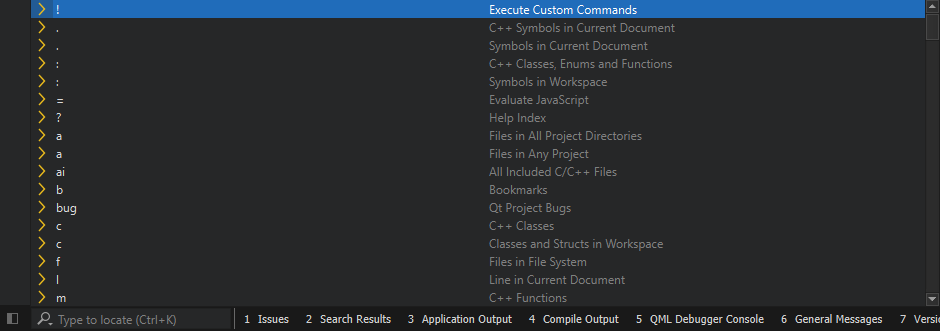 ! Execute Custom Commands
. C++ Symbols in Current Document
. Symbols in Current Document
: C++ Classes, Enums and Functions
: Symbols in Workspace
= Evaluate JavaScript
? Help Index
a Files in All Project Directories
a Files in Any Project
ai All Included C/C++ Files
b Bookmarks
bug Qt Project Bugs
c C++ Classes
c Classes and Structs in Workspace
f Files in File System
l Line in Current Document
m C++ Functions
Type to locate (Ctrl+K) 1 Issues 2 Search Results 3 Application Output 4 Compile Output 5 QML Debugger Console 6 General Messages 7 Versio